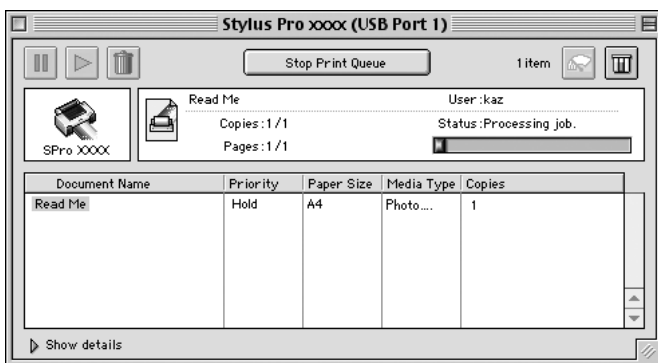 Stylus Pro xxxx (USB Port 1)
Stop Print Queue
1 item
SPro XXXX
Read Me
User :kaz
Copies :1 /1
Status :Processing job.
Pages :1 /1
Document Name Priority Paper Size Media Type Copies
Read Me Hold A4 Photo.... 1
Show details